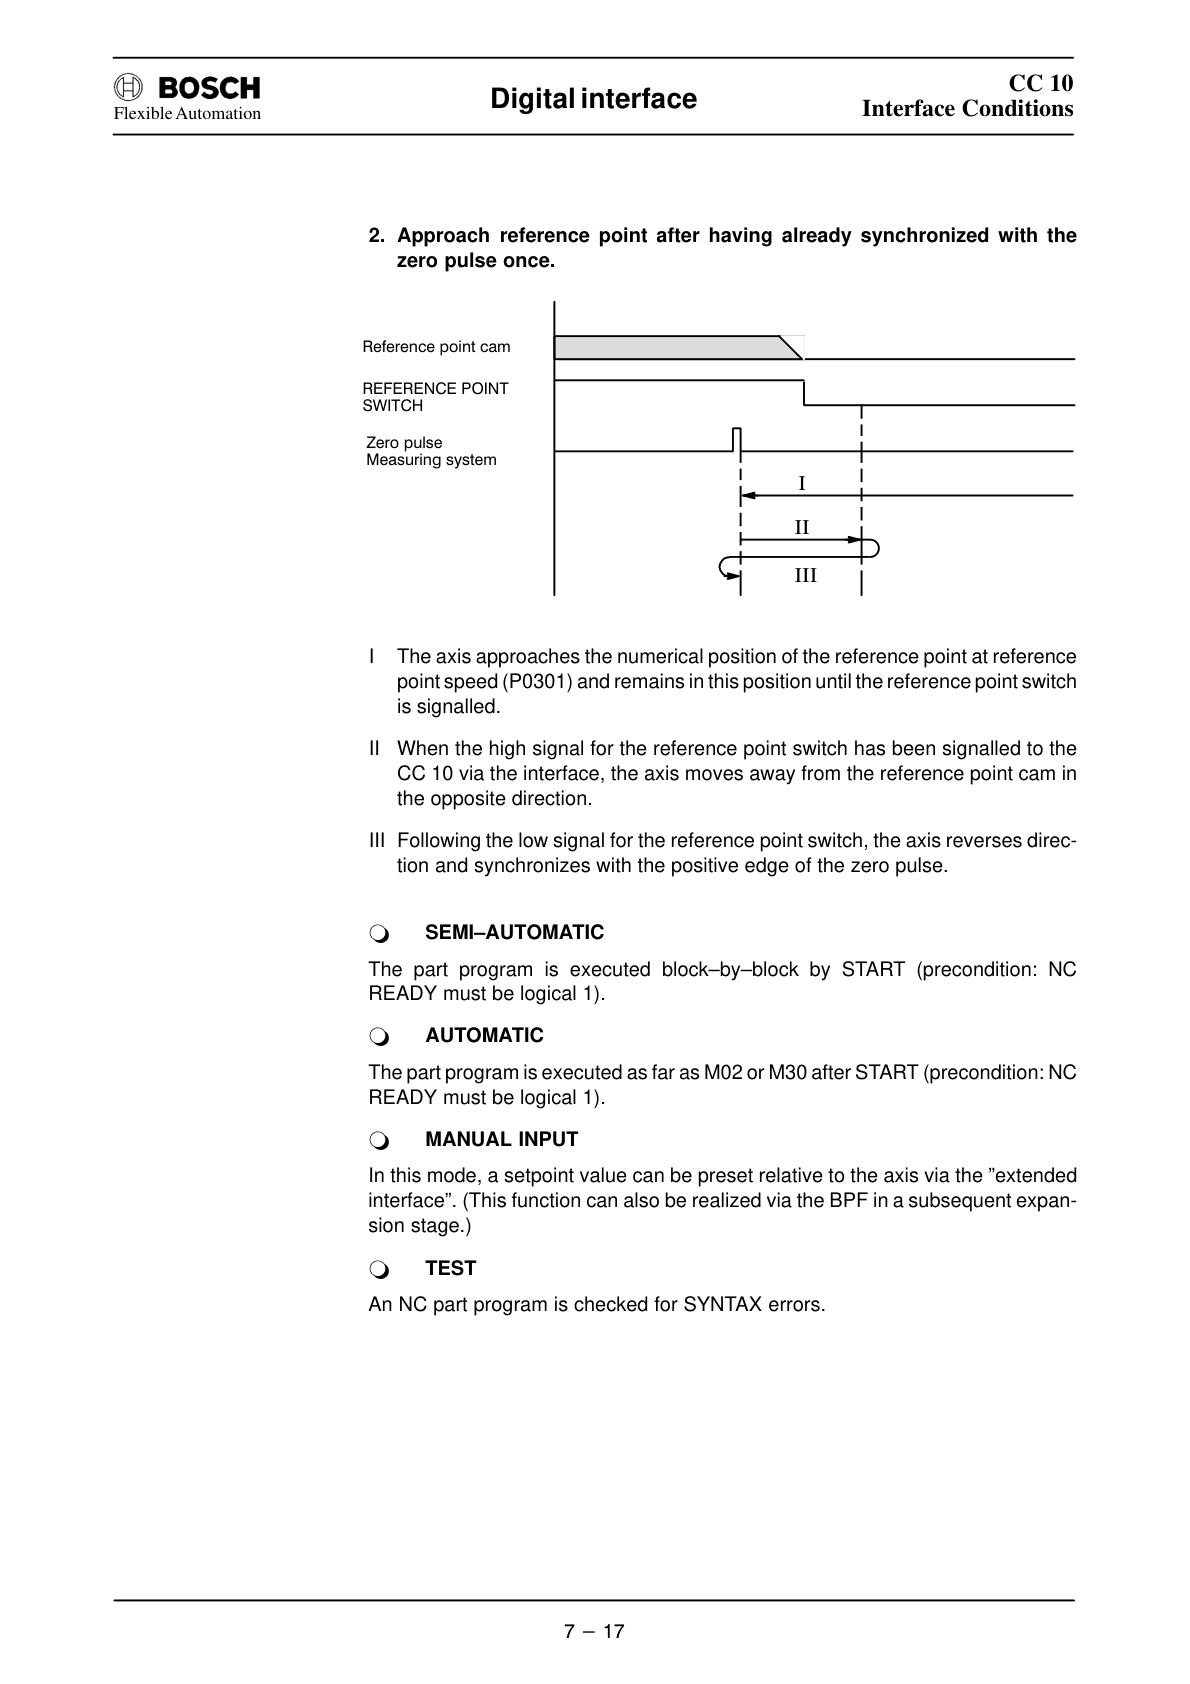 BOSCH
Flexible Automation
Digital interface
CC 10
Interface Conditions
2. Approach reference point after having already synchronized with the
zero pulse once.
Reference point cam
REFERENCE POINT
SWITCH
Zero pulse
Measuring system
I
II
III
I The axis approaches the numerical position of the reference point at reference
point speed (P0301) and remains in this position until the reference point switch
is signalled.
II When the high signal for the reference point switch has been signalled to the
CC 10 via the interface, the axis moves away from the reference point cam in
the opposite direction.
III Following the low signal for the reference point switch, the axis reverses direc-
tion and synchronizes with the positive edge of the zero pulse.
❍ SEMI–AUTOMATIC
The part program is executed block–by–block by START (precondition: NC
READY must be logical 1).
❍ AUTOMATIC
The part program is executed as far as M02 or M30 after START (precondition: NC
READY must be logical 1).
❍ MANUAL INPUT
In this mode, a setpoint value can be preset relative to the axis via the ”extended
interface”. (This function can also be realized via the BPF in a subsequent expan-
sion stage.)
❍ TEST
An NC part program is checked for SYNTAX errors.
7 – 17